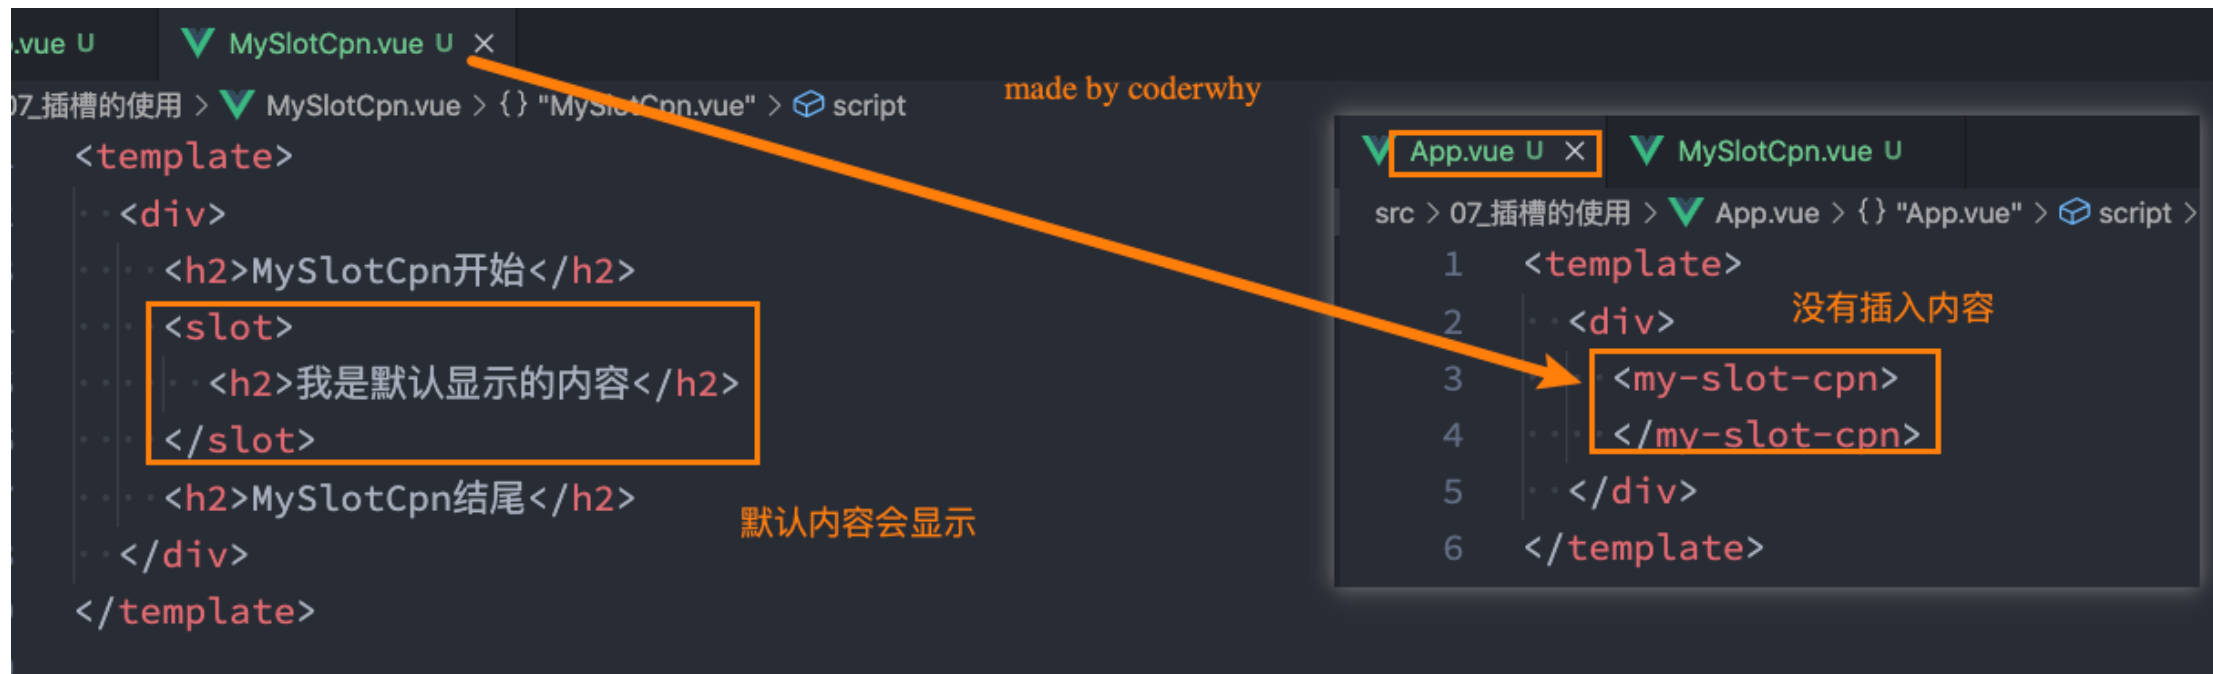 .vue U MySlotCpn.vue U ×
made by coderwhy
07_插槽的使用 > MySlotCpn.vue > {} "MySlotCpn.vue" > script
<template>
<div>
<h2>MySlotCpn开始</h2>
<slot>
<h2>我是默认显示的内容</h2>
</slot>
<h2>MySlotCpn结尾</h2>
默认内容会显示
</div>
</template>
App.vue U × MySlotCpn.vue U
src > 07_插槽的使用 > App.vue > {} "App.vue" > script >
1 <template>
没有插入内容
2 <div>
3 <my-slot-cpn>
4 </my-slot-cpn>
5 </div>
6 </template>